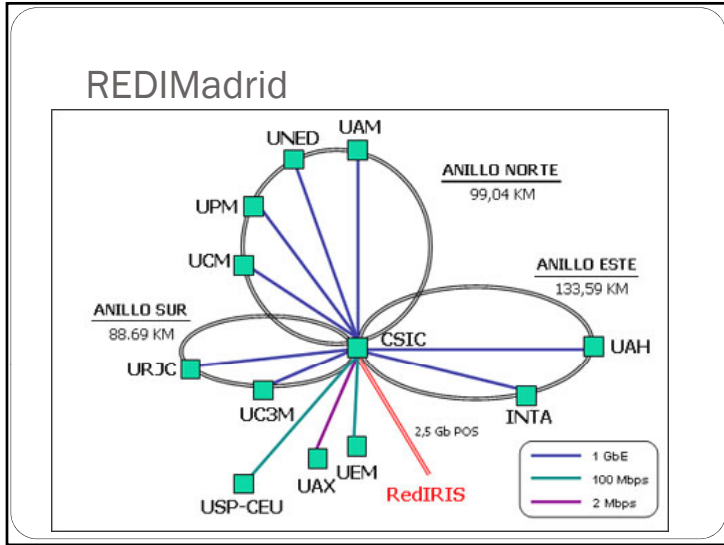 REDIMadrid
UAM
UNED
ANILLO NORTE
99,04 KM
UPM
UCM
ANILLO ESTE
133,59 KM
ANILLO SUR
88.69 KM
CSIC
UAH
URJC
UC3M
INTA
2,5 Gb POS
UEM
UAX
USP-CEU
RedIRIS
1 GbE
100 Mbps
2 Mbps